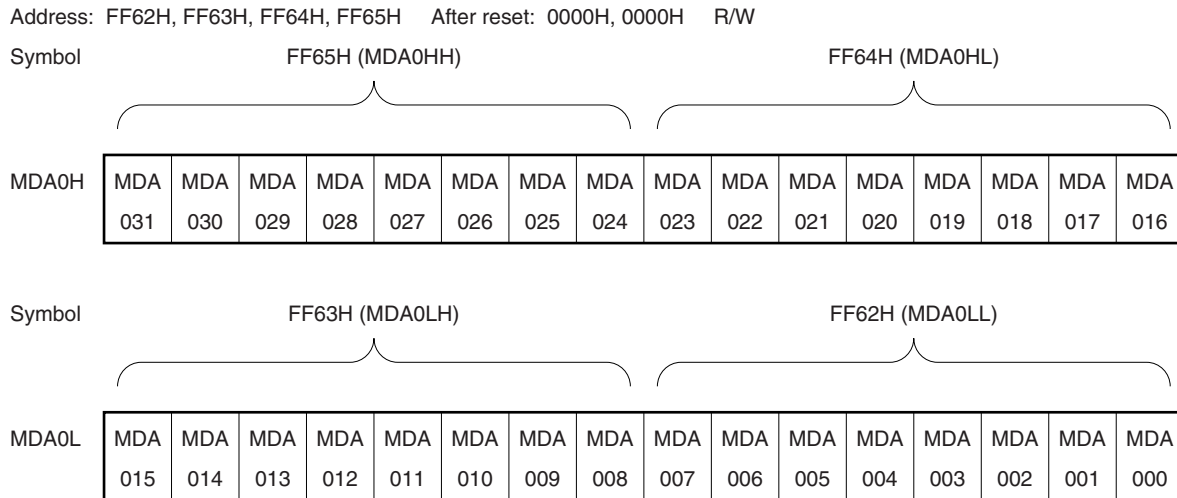 Address: FF62H, FF63H, FF64H, FF65H After reset: 0000H, 0000H R/W
Symbol FF65H (MDA0HH) FF64H (MDA0HL)
MDA0H MDA MDA MDA MDA MDA MDA MDA MDA MDA MDA MDA MDA MDA MDA MDA MDA
031 030 029 028 027 026 025 024 023 022 021 020 019 018 017 016
Symbol FF63H (MDA0LH) FF62H (MDA0LL)
MDA0L MDA MDA MDA MDA MDA MDA MDA MDA MDA MDA MDA MDA MDA MDA MDA MDA
015 014 013 012 011 010 009 008 007 006 005 004 003 002 001 000